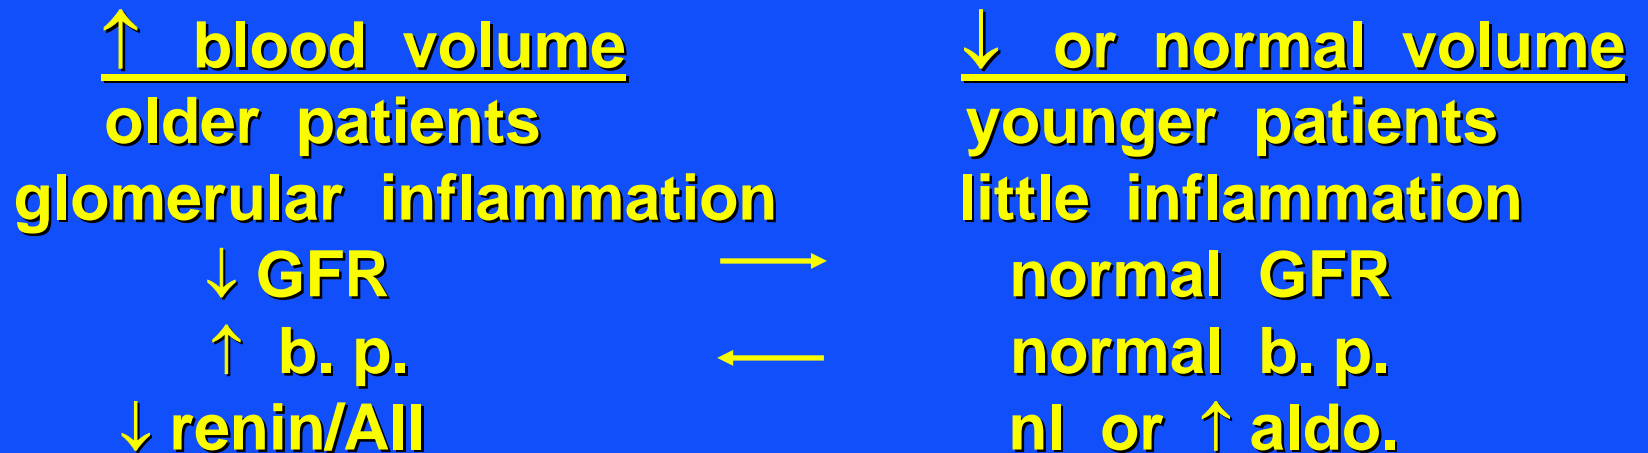 ↑ blood volume ↓ or normal volume
older patients younger patients
glomerular inflammation little inflammation
↓ GFR → normal GFR
↑ b. p. ← normal b. p.
↓ renin/AII nl or ↑ aldo.